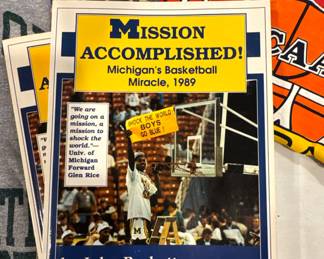 MISSION
ACCOMPLISHED!
Michigan's Basketball
Miracle, 1989
"We are
going on a
mission, a
mission to
shock the
world."—
Univ. of
Michigan
Forward
Glen Rice
SHOCK THE WORLD
BOYS
GO BLUE!
M
CAA